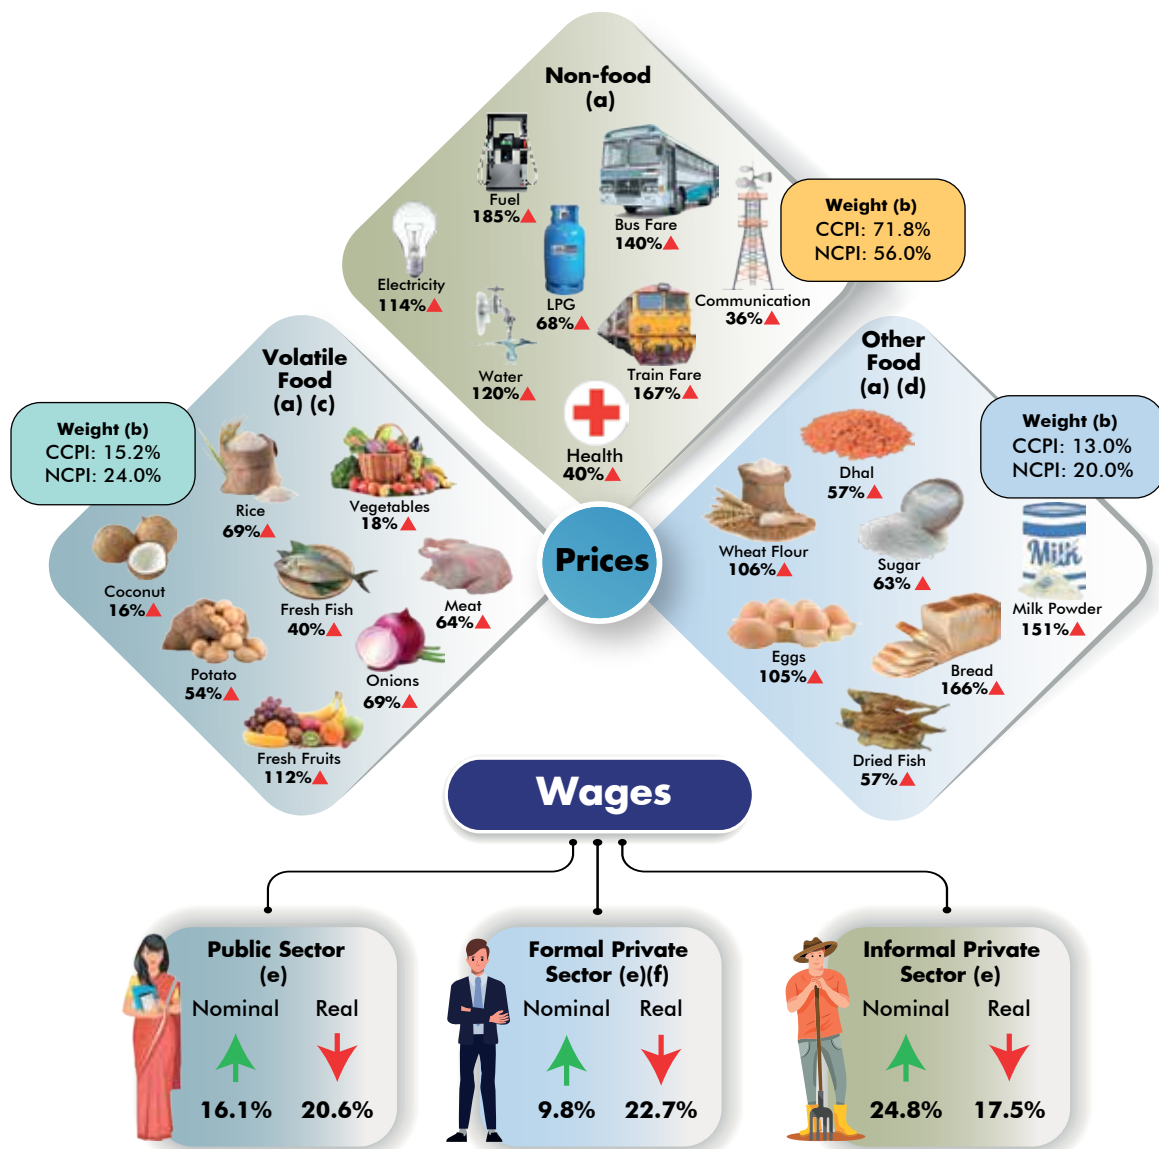 Non-food
(a)
Fuel
185%
Bus Fare
140%
Electricity
114%
LPG
68%
Communication
36%
Water
120%
Train Fare
167%
Health
40%
Weight (b)
CCPI: 71.8%
NCPI: 56.0%
Volatile
Food
(a) (c)
Weight (b)
CCPI: 15.2%
NCPI: 24.0%
Rice
69%
Vegetables
18%
Coconut
16%
Fresh Fish
40%
Meat
64%
Potato
54%
Onions
69%
Fresh Fruits
112%
Prices
Other
Food
(a) (d)
Weight (b)
CCPI: 13.0%
NCPI: 20.0%
Dhal
57%
Wheat Flour
106%
Sugar
63%
Milk
Milk Powder
151%
Eggs
105%
Bread
166%
Dried Fish
57%
Wages
Public Sector
(e)
Nominal Real
16.1% 20.6%
Formal Private
Sector (e)(f)
Nominal Real
9.8% 22.7%
Informal Private
Sector (e)
Nominal Real
24.8% 17.5%